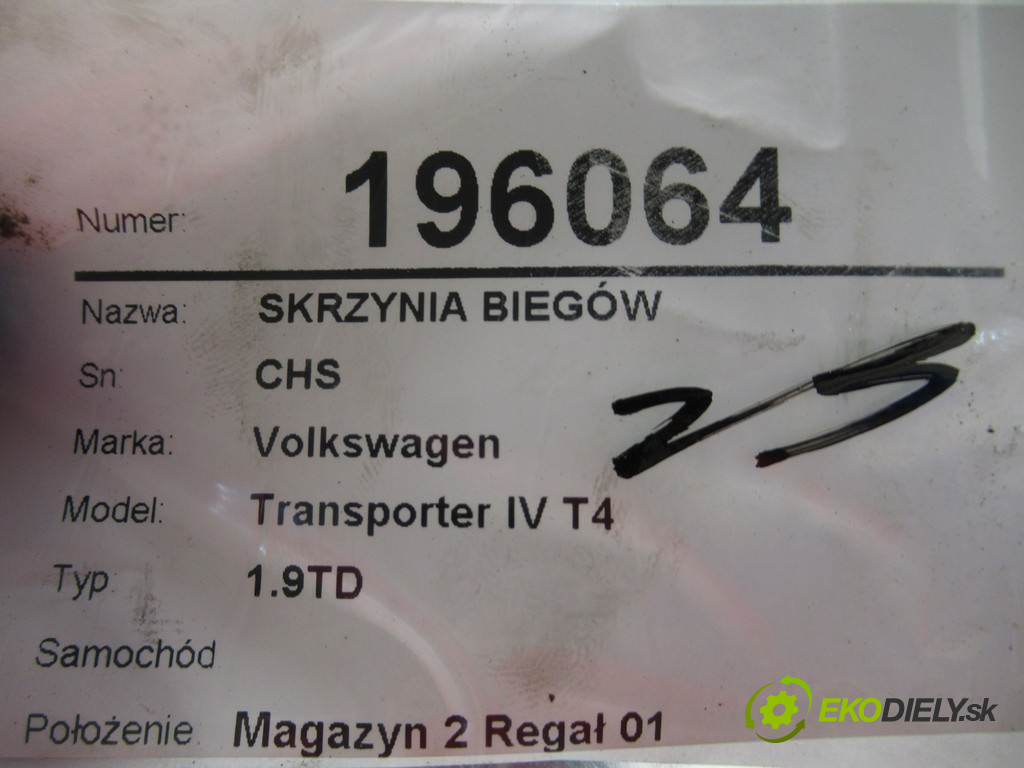 Numer: 196064
Nazwa: SKRZYNIA BIEGÓW
Sn: CHS
Marka: Volkswagen
25
Model: Transporter IV T4
Typ: 1.9TD
Samochód
Położenie: Magazyn 2 Regał 01
EKODIELY.sk